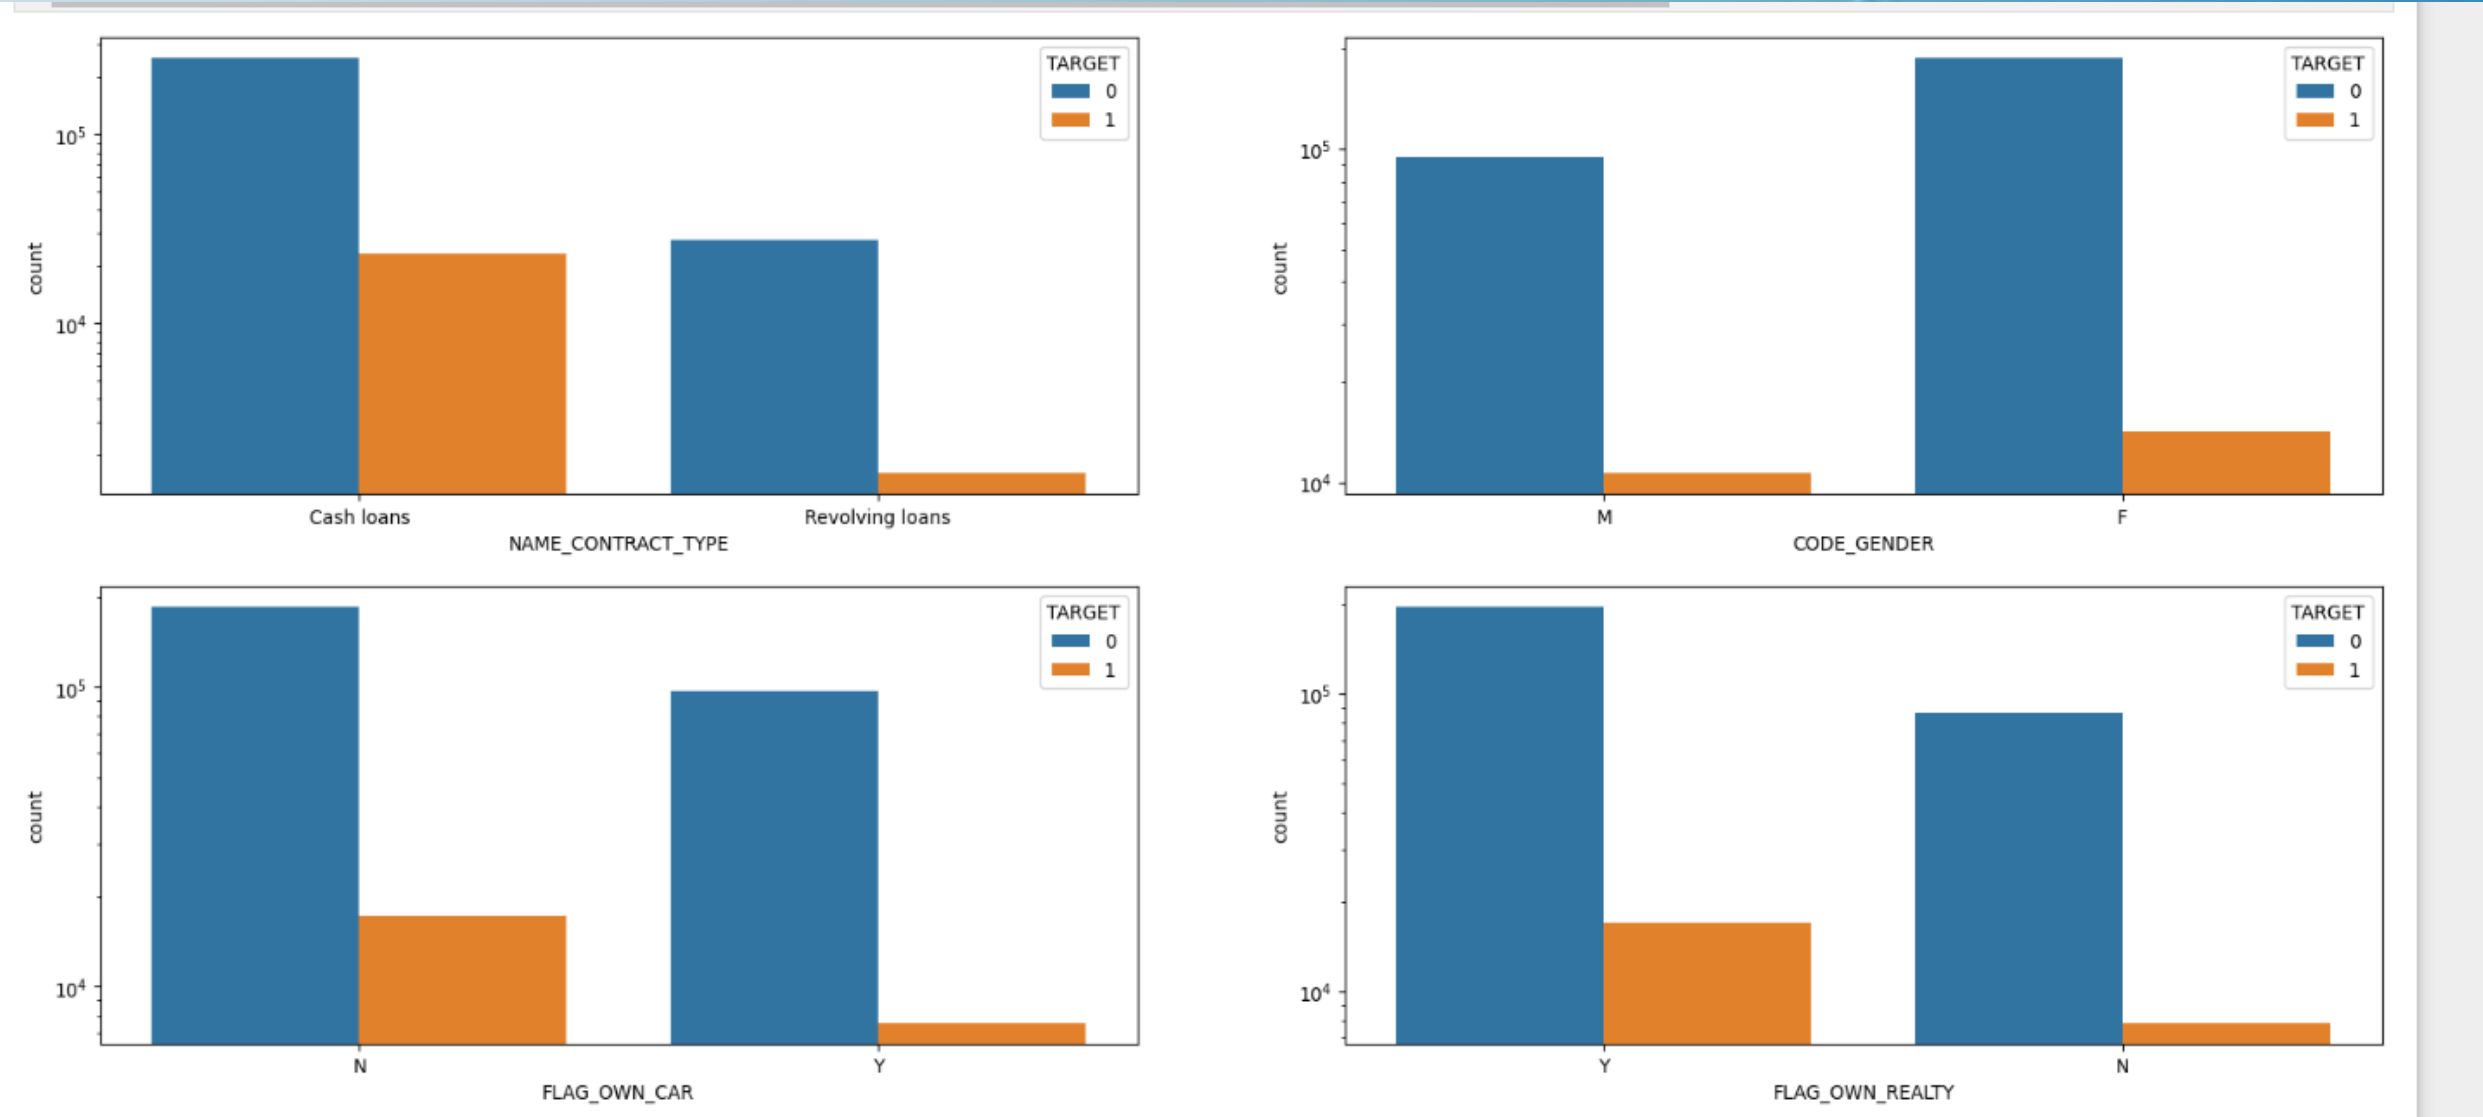 TARGET
0
1
10⁵
10⁴
count
Cash loans
Revolving loans
NAME_CONTRACT_TYPE
TARGET
0
1
10⁵
10⁴
count
M
F
CODE_GENDER
TARGET
0
1
10⁵
10⁴
count
N
Y
FLAG_OWN_CAR
TARGET
0
1
10⁵
10⁴
count
Y
N
FLAG_OWN_REALTY